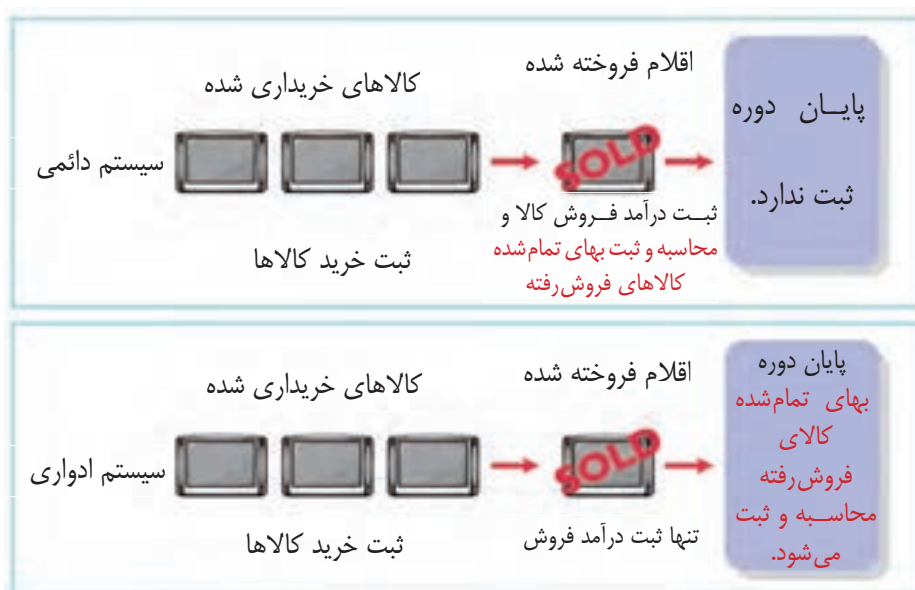 سیستم دائمی
کالاهای خریداری شده
ثبت خرید کالاها
اقلام فروخته شده
SOLD
ثبـت درآمد فـروش کالا و
محاسبه و ثبت بهای تمام‌شده
کالاهای فروش‌رفته
پایـان دوره
ثبت ندارد.
سیستم ادواری
کالاهای خریداری شده
ثبت خرید کالاها
اقلام فروخته شده
SOLD
تنها ثبت درآمد فروش
پایان دوره
بهای تمام‌شده
کالای
فروش‌رفته
محاسـبه و ثبت
می‌شود.